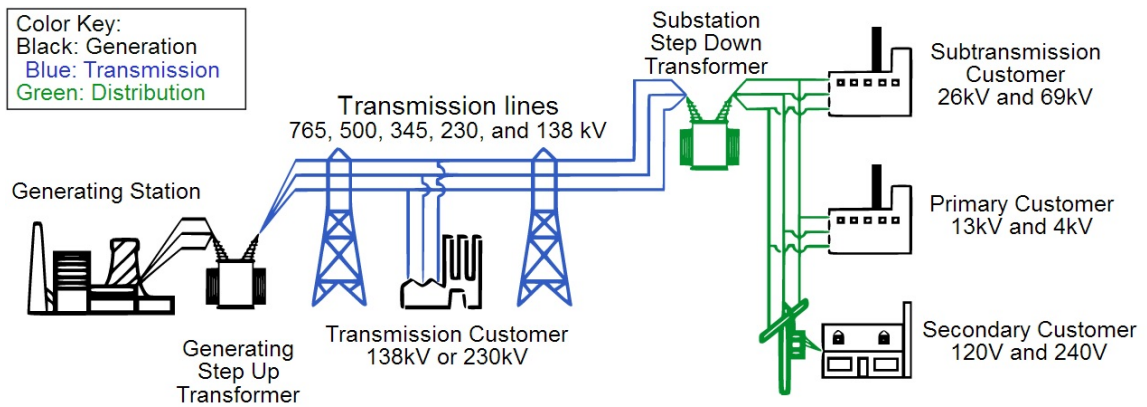 Color Key:
Black: Generation
Blue: Transmission
Green: Distribution
Substation
Step Down
Transformer
Subtransmission
Customer
26kV and 69kV
Transmission lines
765, 500, 345, 230, and 138 kV
Generating Station
Primary Customer
13kV and 4kV
Transmission Customer
138kV or 230kV
Generating
Step Up
Transformer
Secondary Customer
120V and 240V